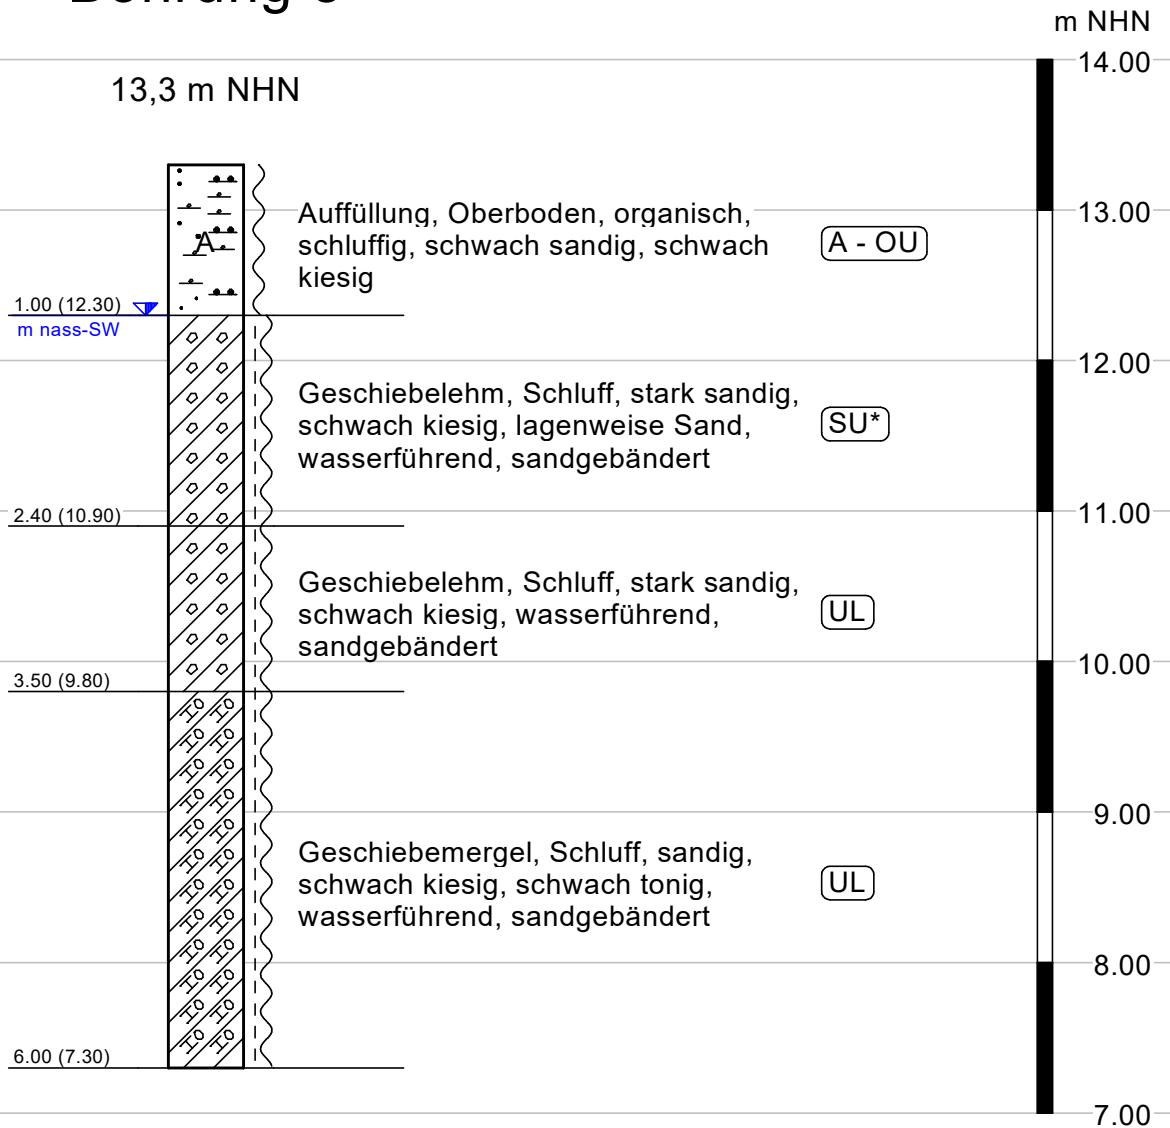 m NHN
14.00
13,3 m NHN
13.00
Auffüllung, Oberboden, organisch,
schluffig, schwach sandig, schwach
kiesig
A
A - OU
1.00 (12.30)
m nass-SW
12.00
Geschiebelehm, Schluff, stark sandig,
schwach kiesig, lagenweise Sand,
wasserführend, sandgebändert
SU*
2.40 (10.90)
11.00
Geschiebelehm, Schluff, stark sandig,
schwach kiesig, wasserführend,
sandgebändert
UL
10.00
3.50 (9.80)
9.00
Geschiebemergel, Schluff, sandig,
schwach kiesig, schwach tonig,
wasserführend, sandgebändert
UL
8.00
6.00 (7.30)
7.00